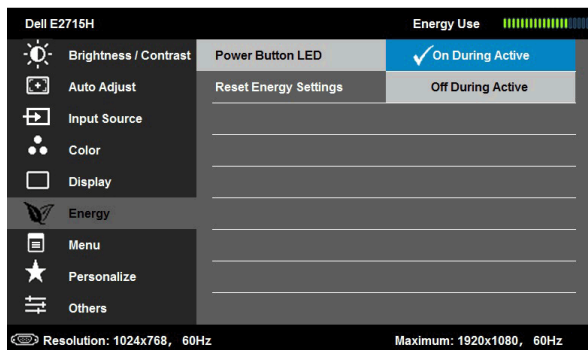 Dell E2715H Energy Use
Brightness / Contrast Power Button LED On During Active
Auto Adjust Reset Energy Settings Off During Active
Input Source
Color
Display
Energy
Menu
Personalize
Others
Resolution: 1024x768, 60Hz Maximum: 1920x1080, 60Hz